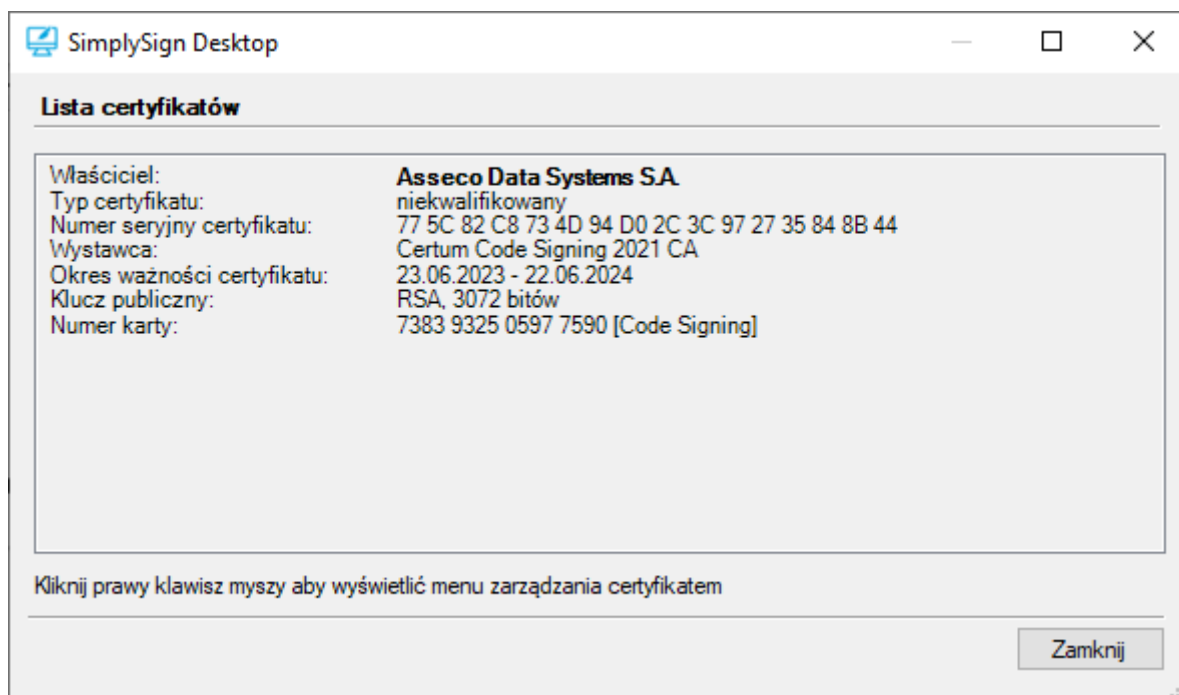 SimplySign Desktop
Lista certyfikatów
Właściciel: Asseco Data Systems S.A.
Typ certyfikatu: niekwalifikowany
Numer seryjny certyfikatu: 77 5C 82 C8 73 4D 94 D0 2C 3C 97 27 35 84 8B 44
Wystawca: Certum Code Signing 2021 CA
Okres ważności certyfikatu: 23.06.2023 - 22.06.2024
Klucz publiczny: RSA, 3072 bitów
Numer karty: 7383 9325 0597 7590 [Code Signing]
Kliknij prawy klawisz myszy aby wyświetlić menu zarządzania certyfikatem
Zamknij